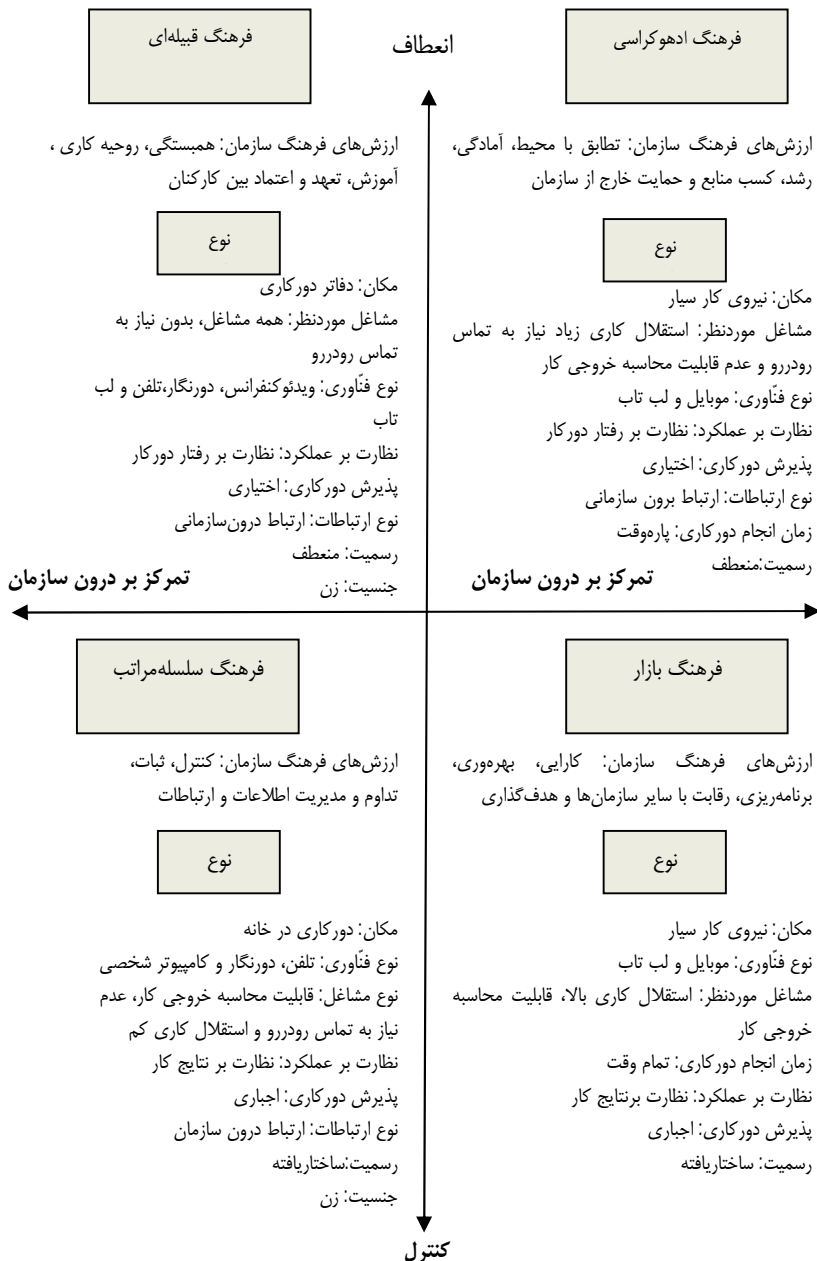 فرهنگ ادهوکراسی
انعطاف
فرهنگ قبیله‌ای
ارزش‌های فرهنگ سازمان: تطابق با محیط، آمادگی،
رشد، کسب منابع و حمایت خارج از سازمان
نوع
مکان: نیروی کار سیار
مشاغل موردنظر: استقلال کاری زیاد نیاز به تماس
رودررو و عدم قابلیت محاسبه خروجی کار
نوع فنّاوری: موبایل و لب تاب
نظارت بر عملکرد: نظارت بر رفتار دورکار
پذیرش دورکاری: اختیاری
نوع ارتباطات: ارتباط برون سازمانی
زمان انجام دورکاری: پاره‌وقت
رسمیت:منعطف
تمرکز بر درون سازمان
ارزش‌های فرهنگ سازمان: همبستگی، روحیه کاری ،
آموزش، تعهد و اعتماد بین کارکنان
نوع
مکان: دفاتر دورکاری
مشاغل موردنظر: همه مشاغل، بدون نیاز به
تماس رودررو
نوع فنّاوری: ویدئوکنفرانس، دورنگار،تلفن و لب
تاب
نظارت بر عملکرد: نظارت بر رفتار دورکار
پذیرش دورکاری: اختیاری
نوع ارتباطات: ارتباط درون‌سازمانی
رسمیت: منعطف
جنسیت: زن
تمرکز بر درون سازمان
فرهنگ بازار
ارزش‌های فرهنگ سازمان: کارایی، بهره‌وری،
برنامه‌ریزی، رقابت با سایر سازمان‌ها و هدف‌گذاری
نوع
مکان: نیروی کار سیار
نوع فنّاوری: موبایل و لب تاب
مشاغل موردنظر: استقلال کاری بالا، قابلیت محاسبه
خروجی کار
زمان انجام دورکاری: تمام وقت
نظارت بر عملکرد: نظارت برنتایج کار
پذیرش دورکاری: اجباری
رسمیت: ساختاریافته
فرهنگ سلسله‌مراتب
ارزش‌های فرهنگ سازمان: کنترل، ثبات،
تداوم و مدیریت اطلاعات و ارتباطات
نوع
مکان: دورکاری در خانه
نوع فنّاوری: تلفن، دورنگار و کامپیوتر شخصی
نوع مشاغل: قابلیت محاسبه خروجی کار، عدم
نیاز به تماس رودررو و استقلال کاری کم
نظارت بر عملکرد: نظارت بر نتایج کار
پذیرش دورکاری: اجباری
نوع ارتباطات: ارتباط درون سازمان
رسمیت:ساختاریافته
جنسیت: زن
کنترل